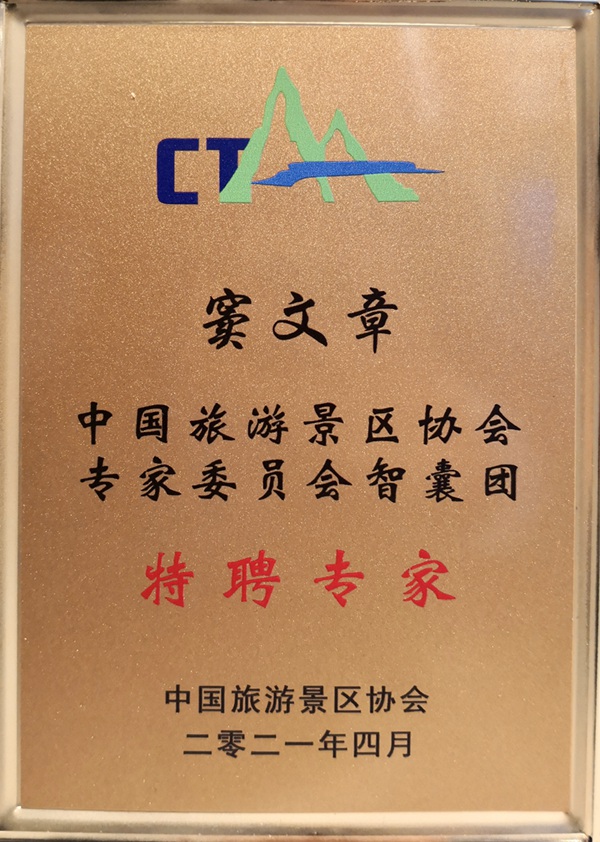 CT
窦文章
中国旅游景区协会
专家委员会智囊团
特聘专家
中国旅游景区协会
二零二一年四月